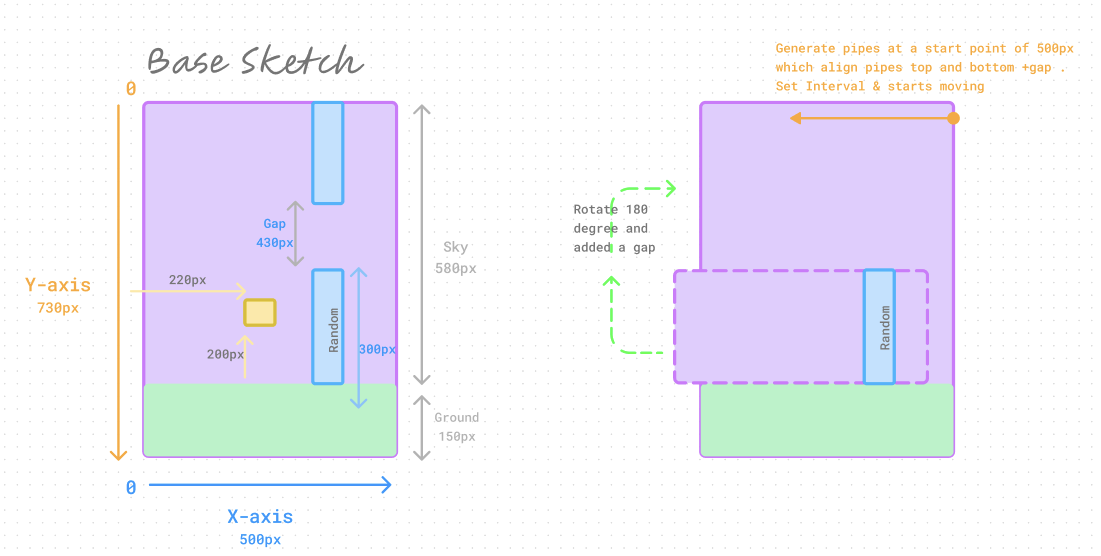 Base Sketch
0
Gap
430px
220px
Y-axis
730px
200px
Random
300px
Sky
580px
Ground
150px
0
X-axis
500px
Generate pipes at a start point of 500px
which align pipes top and bottom +gap .
Set Interval & starts moving
Rotate 180
degree and
added a gap
Random